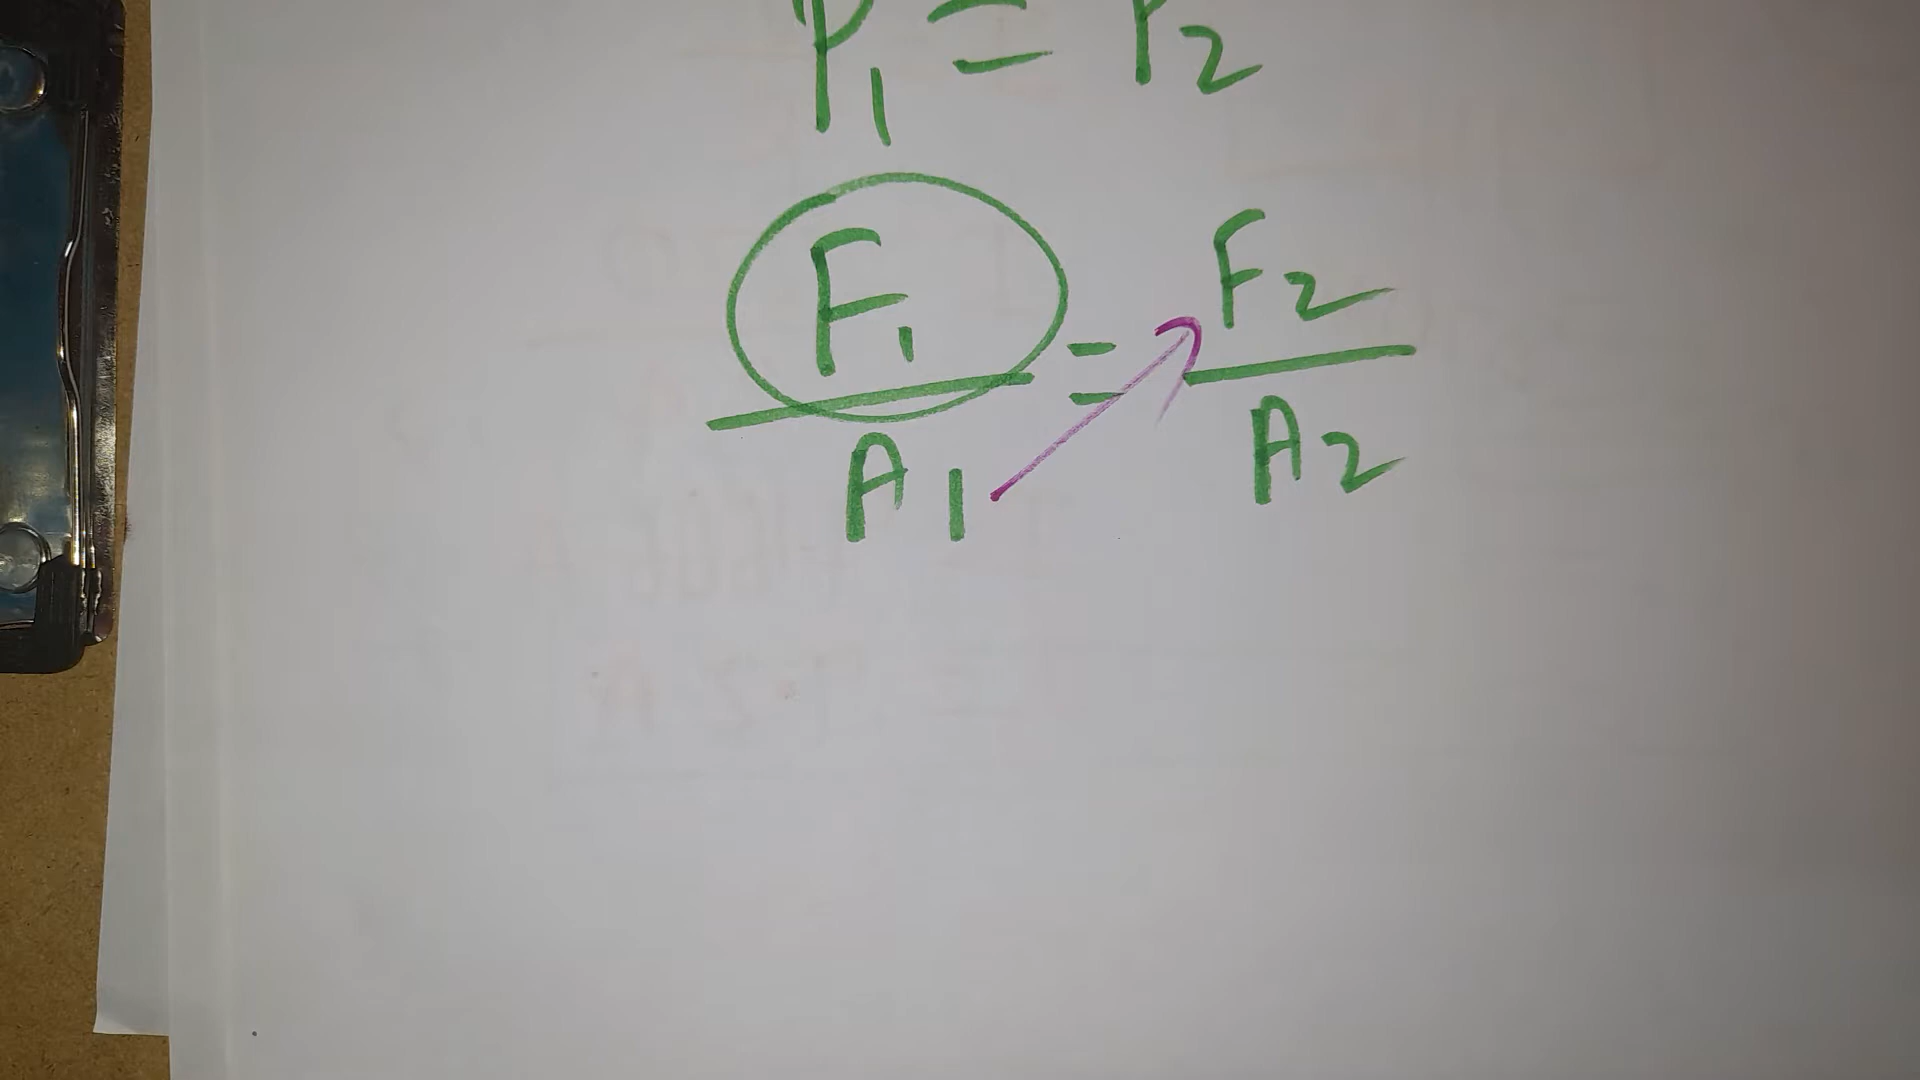 P₁ = P₂
F₁/A₁ = F₂/A₂